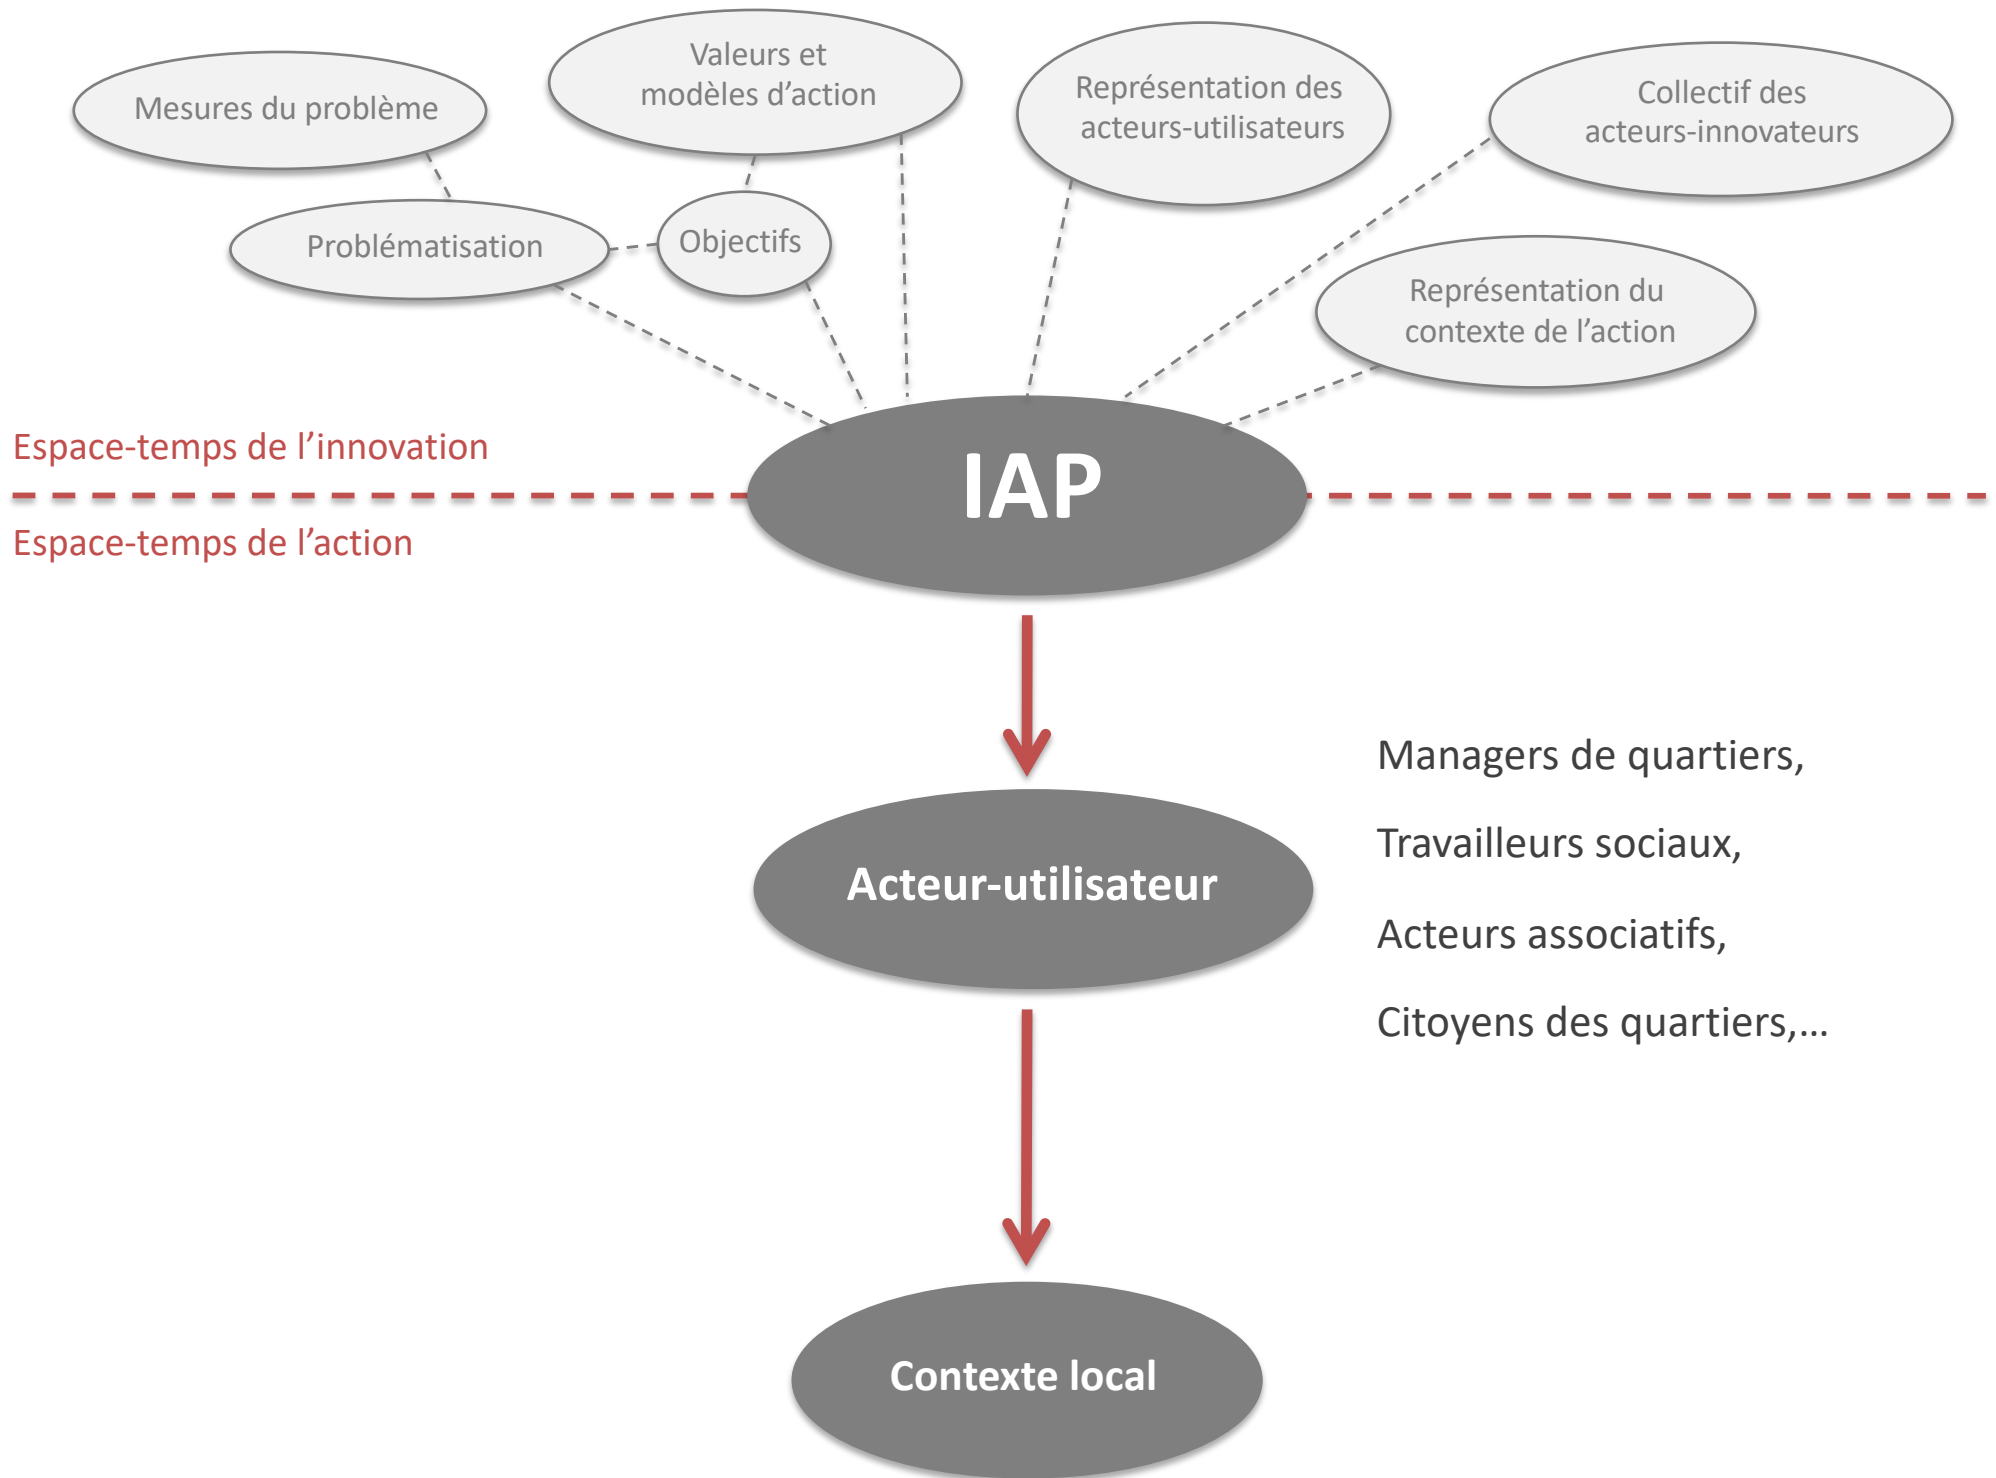 Valeurs et
modèles d’action
Mesures du problème
Représentation des
acteurs-utilisateurs
Collectif des
acteurs-innovateurs
Problématisation
Objectifs
Représentation du
contexte de l’action
Espace-temps de l’innovation
IAP
Espace-temps de l’action
Managers de quartiers,
Travailleurs sociaux,
Acteur-utilisateur
Acteurs associatifs,
Citoyens des quartiers,…
Contexte local